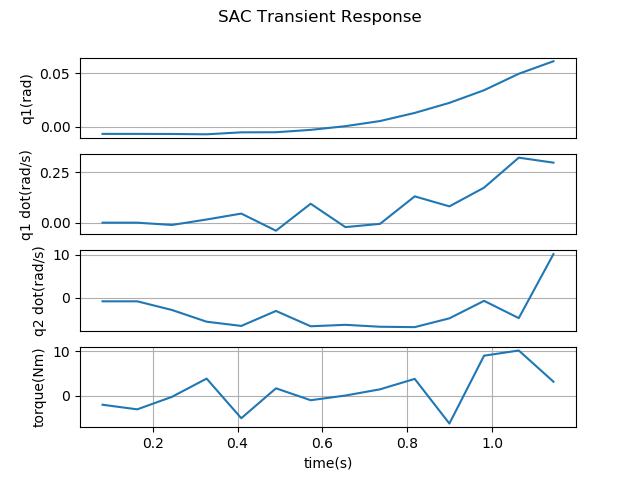 SAC Transient Response
0.05
0.00
q1(rad)
0.25
0.00
q1 dot(rad/s)
10
0
q2 dot(rad/s)
10
0
torque(Nm)
0.2 0.4 0.6 0.8 1.0
time(s)